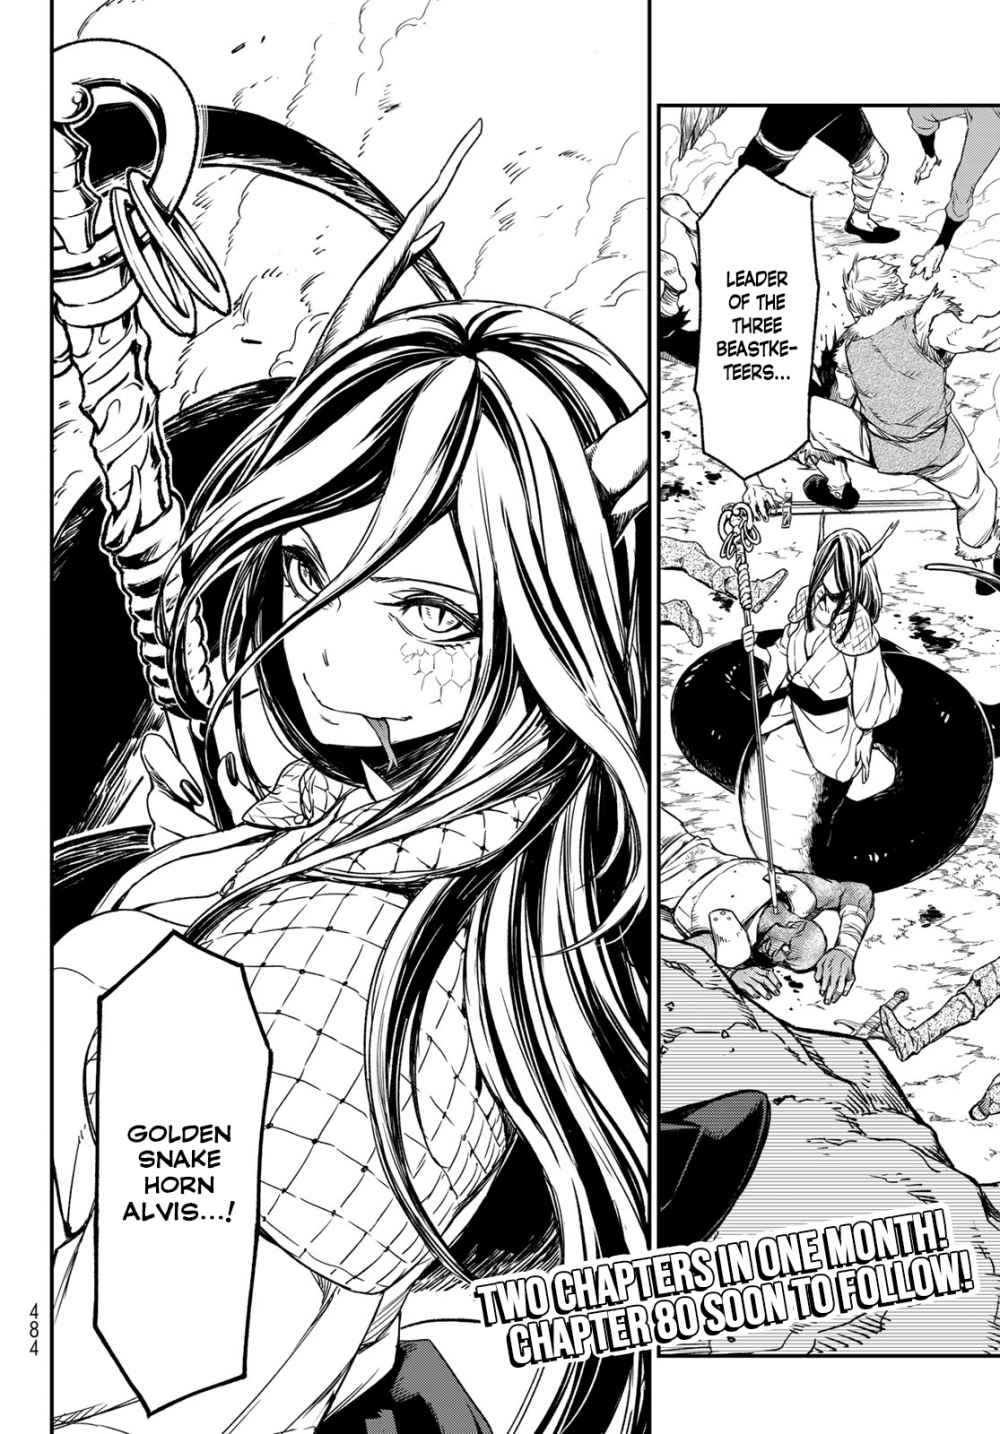 LEADER
OF THE
THREE
BEASTKE-
TEERS...
GOLDEN
SNAKE
HORN
ALVIS...!
TWO CHAPTERS IN ONE MONTH!
CHAPTER 80 SOON TO FOLLOW!
484